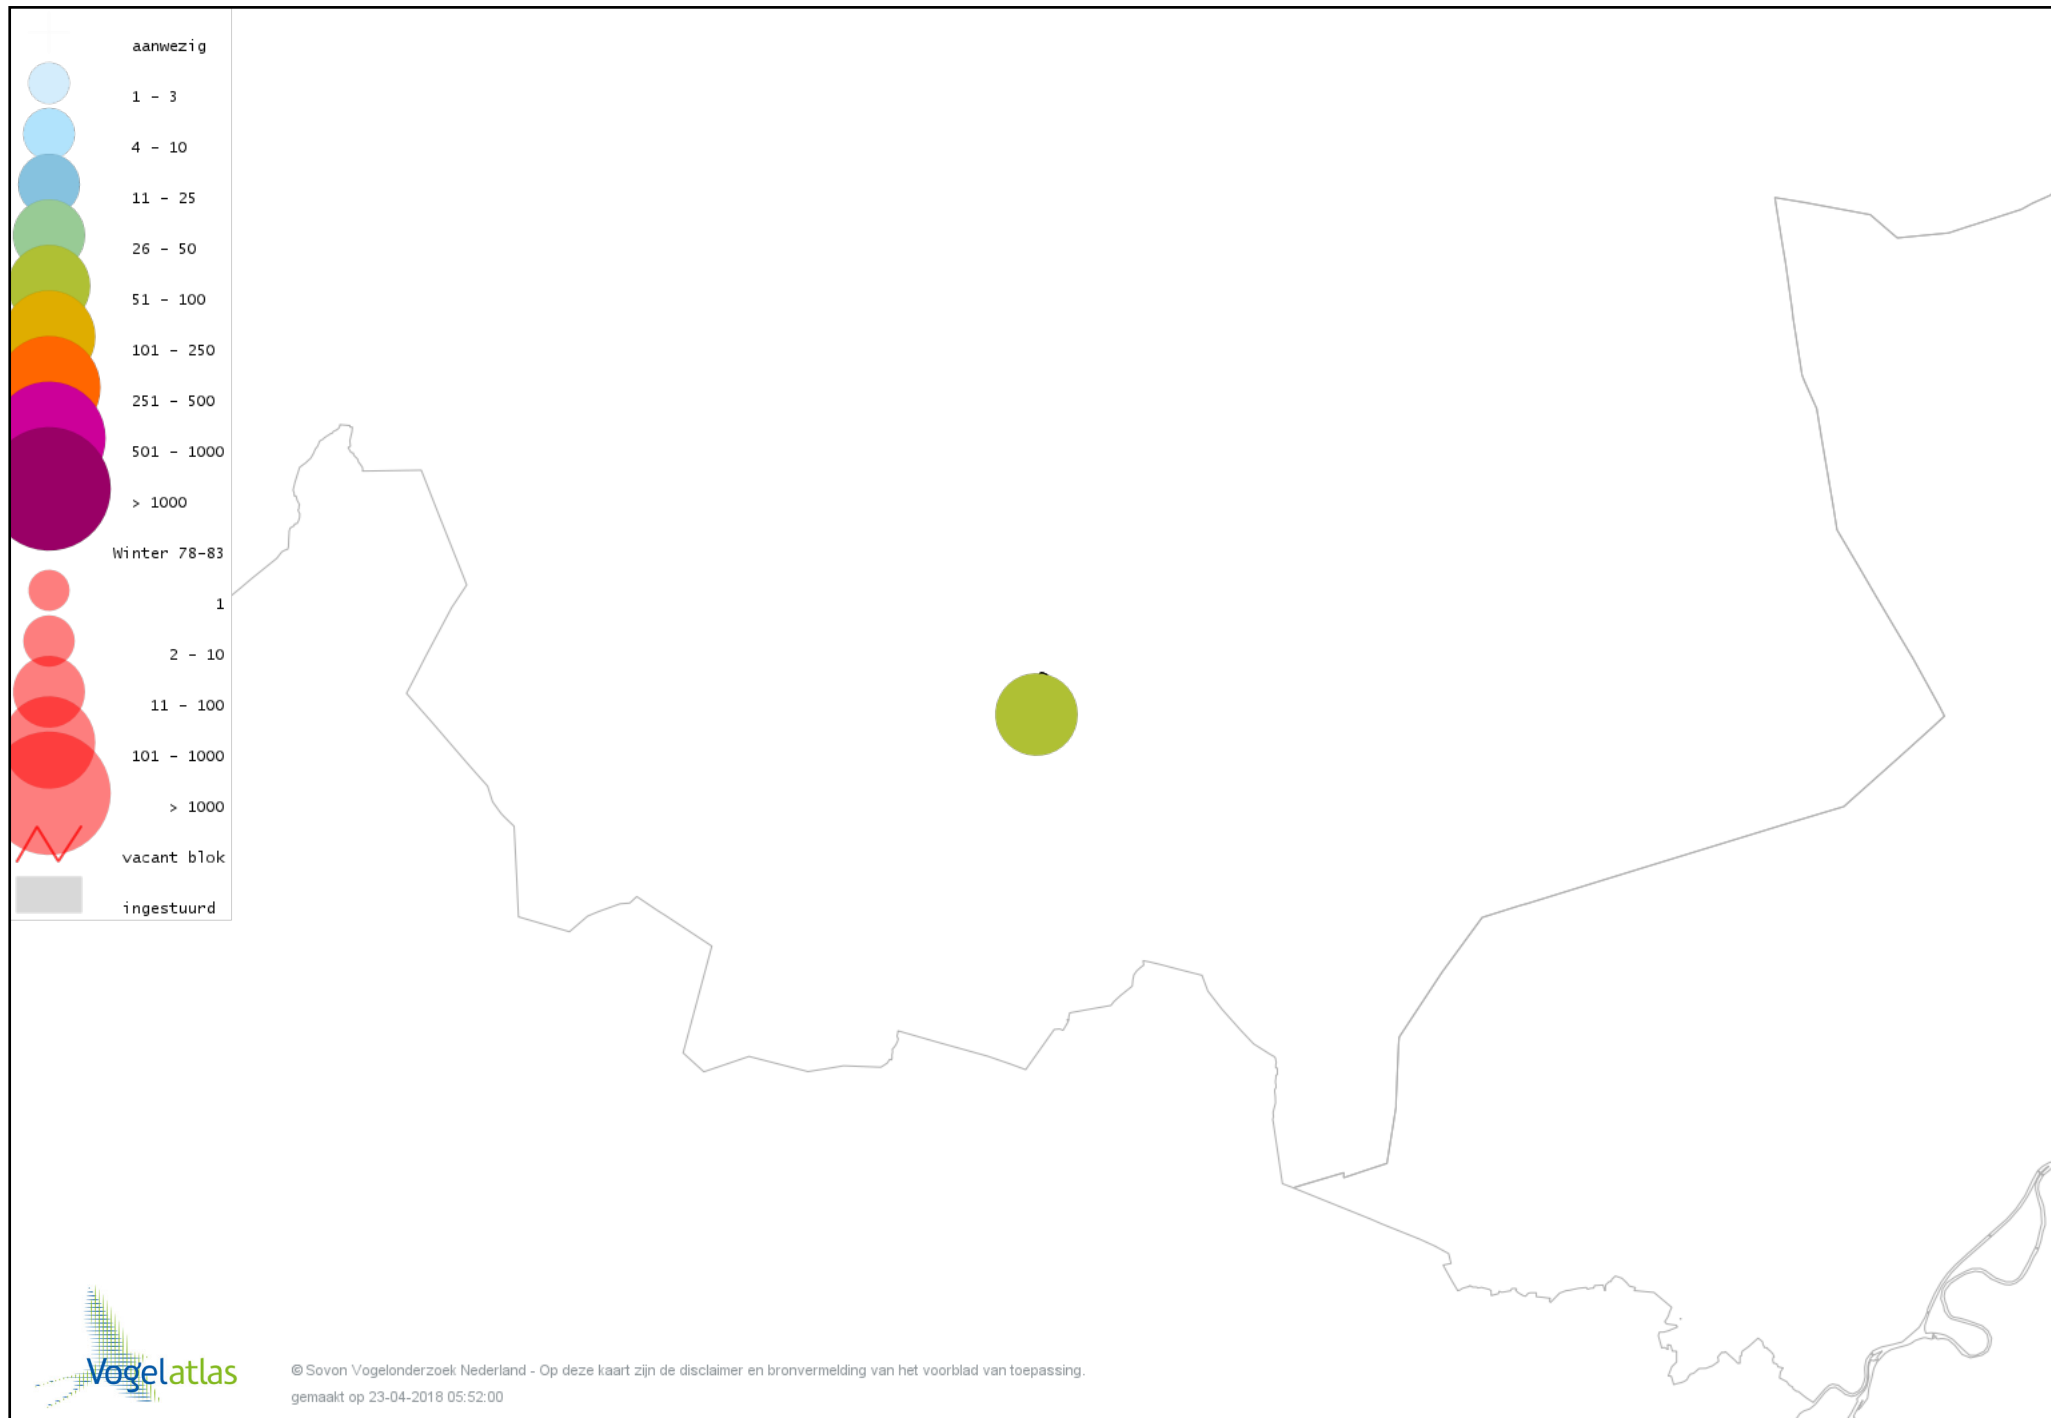 aanwezig
1 - 3
4 - 10
11 - 25
26 - 50
51 - 100
101 - 250
251 - 500
501 - 1000
> 1000
Winter 78-83
1
2 - 10
11 - 100
101 - 1000
> 1000
vacant blok
ingestuurd
Vogelatlas
© Sovon Vogelonderzoek Nederland - Op deze kaart zijn de disclaimer en bronvermelding van het voorblad van toepassing.
gemaakt op 23-04-2018 05:52:00